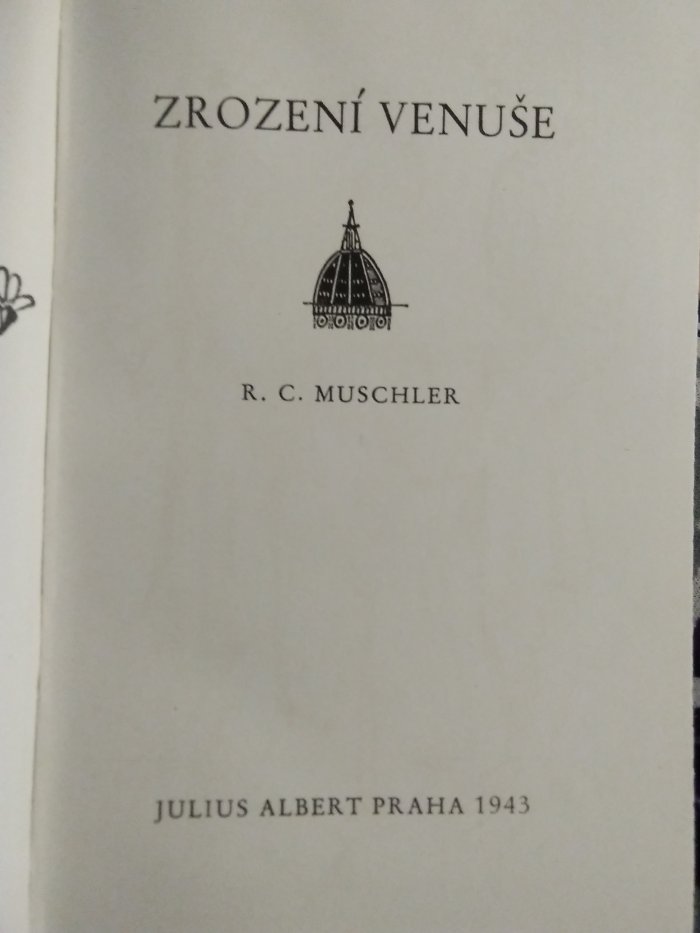 ZROZENÍ VENUŠE
R. C. MUSCHLER
JULIUS ALBERT PRAHA 1943